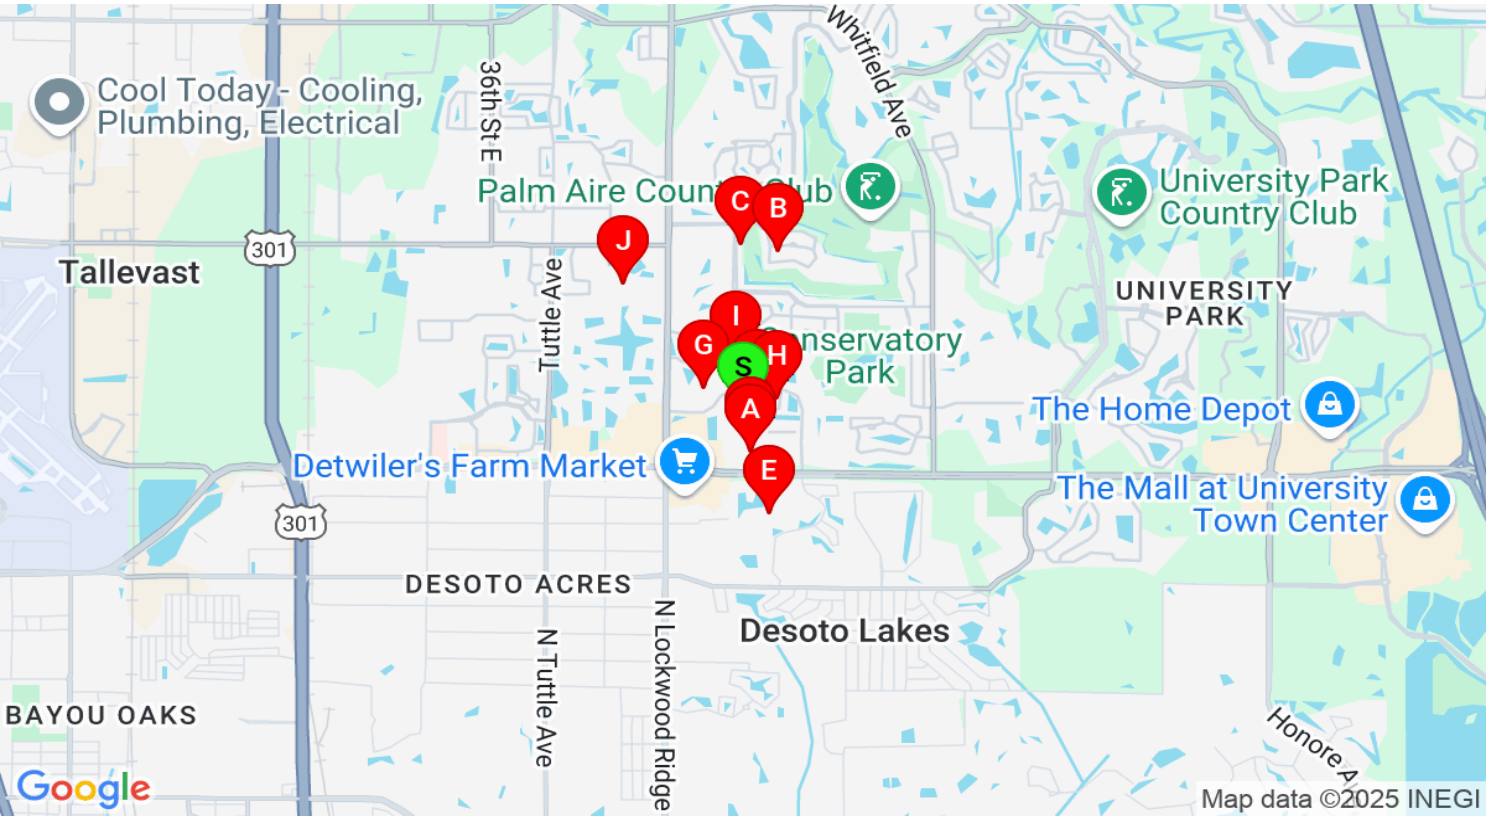 Whitfield Ave
36th St E
Cool Today - Cooling,
Plumbing, Electrical
Palm Aire Count
Club
University Park
Country Club
C
B
J
301
Tallevast
Tuttle Ave
UNIVERSITY
PARK
I
G
H
S
nservatory
Park
A
The Home Depot
Detwiler's Farm Market
E
The Mall at University
Town Center
301
DESOTO ACRES
N Lockwood Ridge
Desoto Lakes
N Tuttle Ave
BAYOU OAKS
Honore A
Google
Map data ©2025 INEGI